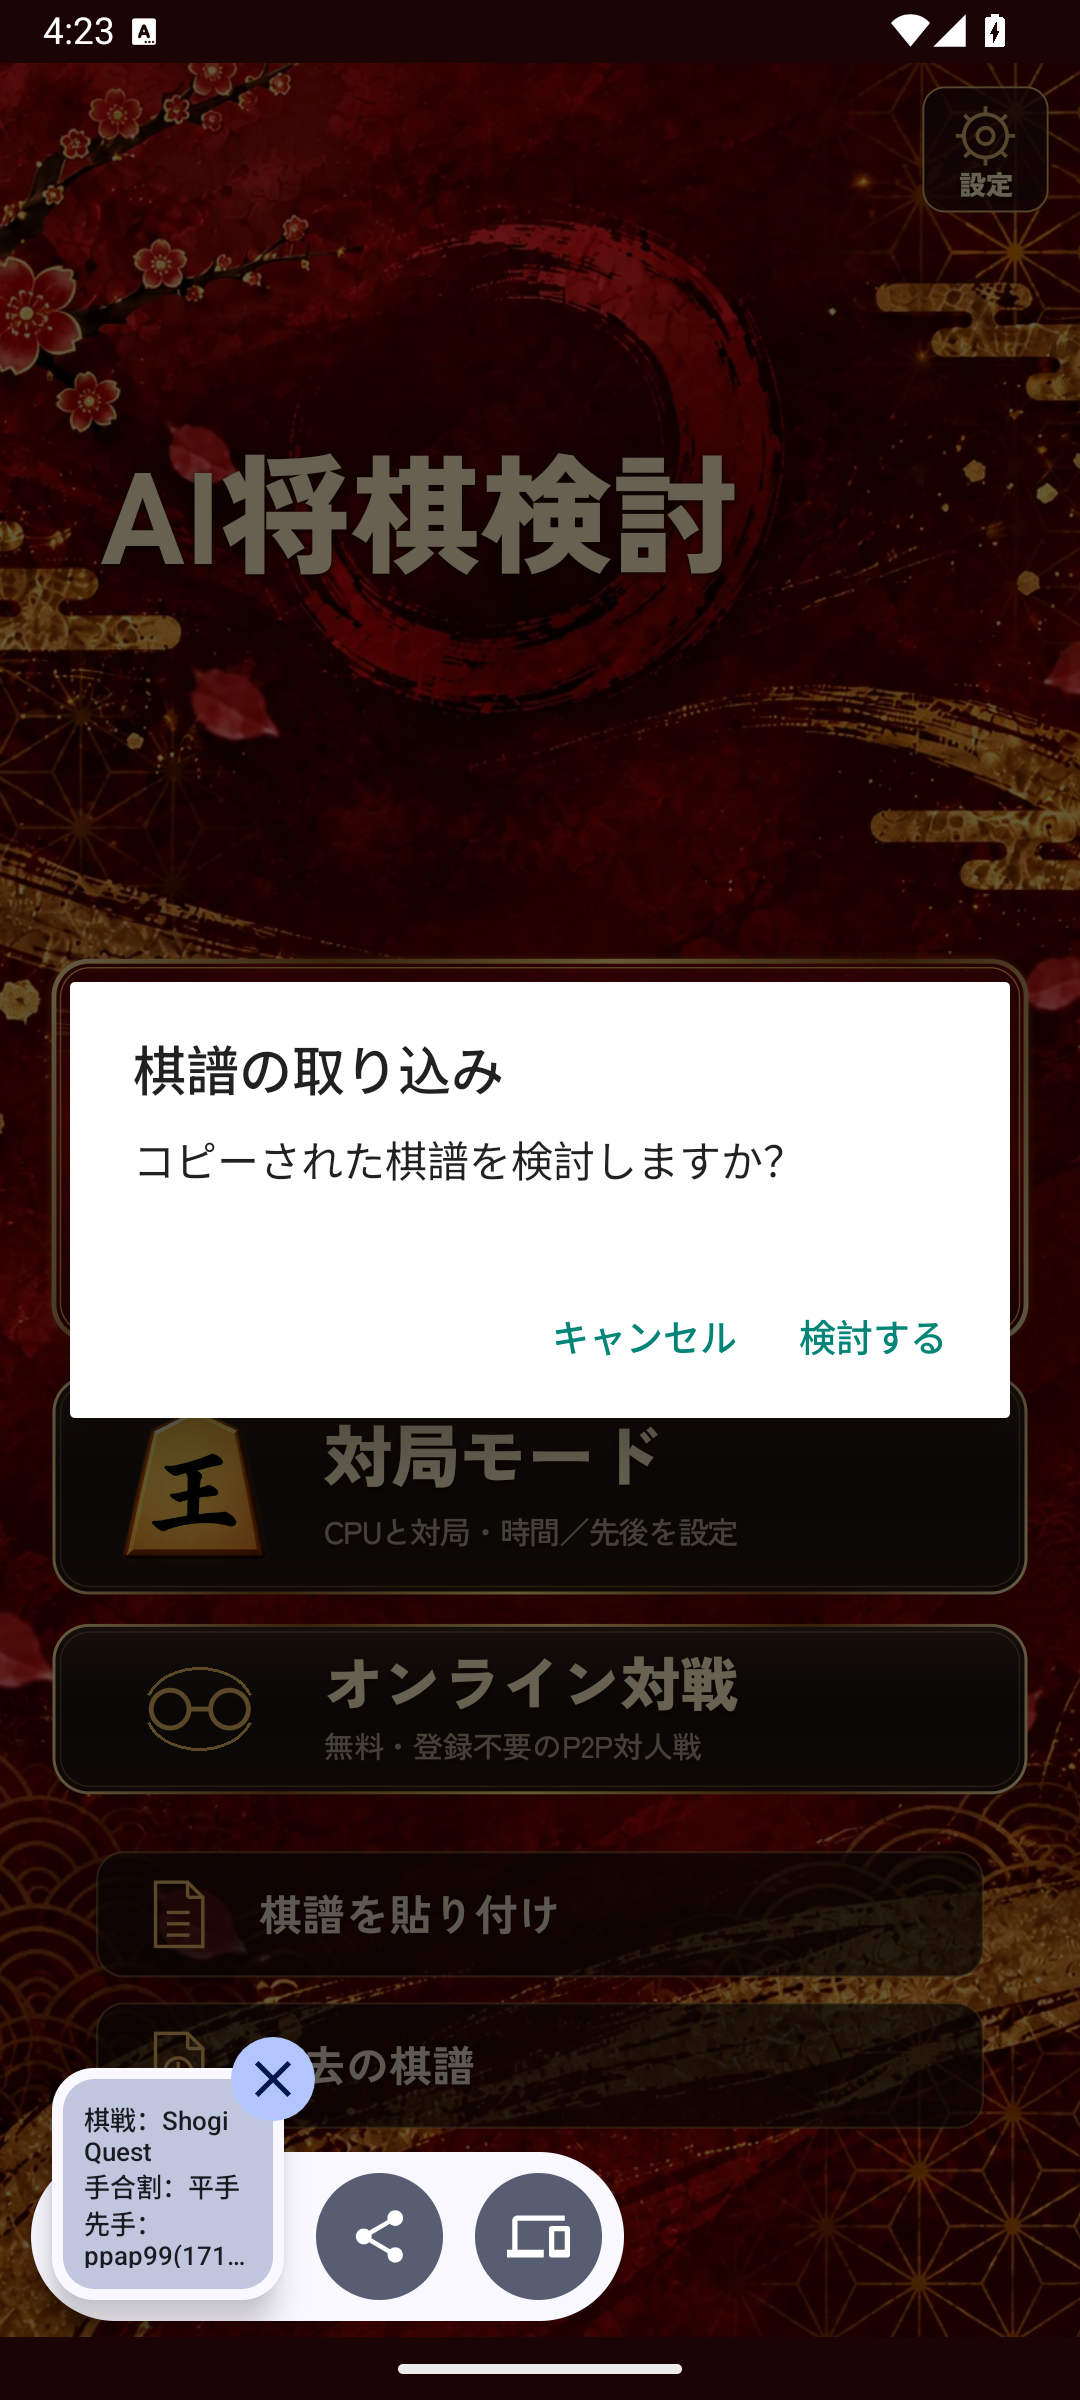 4:23
設定
AI将棋検討
棋譜の取り込み
コピーされた棋譜を検討しますか?
キャンセル
検討する
王
対局モード
CPUと対局・時間／先後を設定
オンライン対戦
無料・登録不要のP2P対人戦
棋譜を貼り付け
去の棋譜
棋戦：Shogi
Quest
手合割：平手
先手：
ppap99(171...